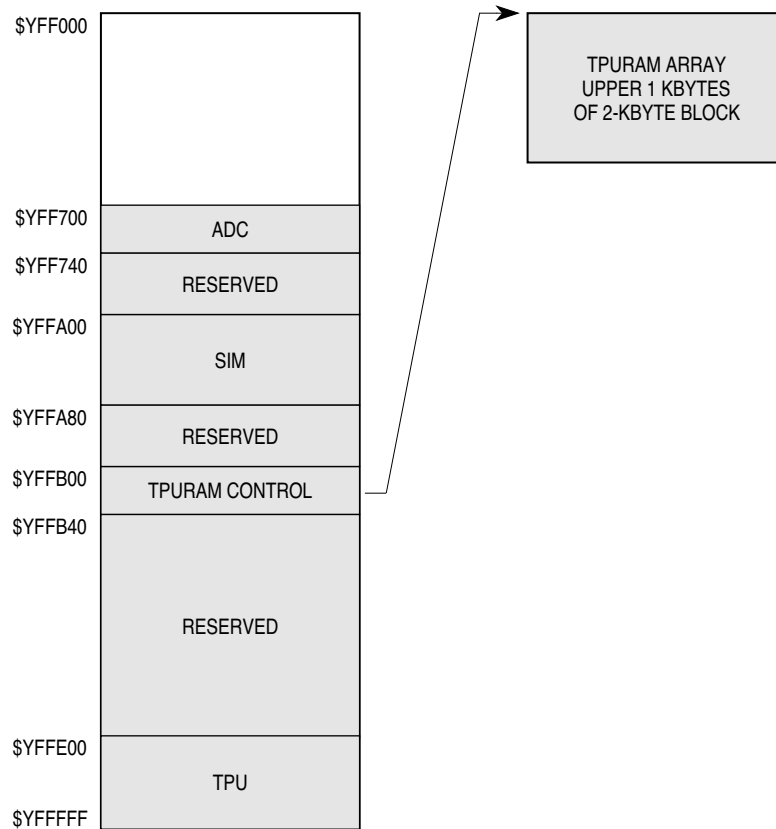 $YFF000
TPURAM ARRAY
UPPER 1 KBYTES
OF 2-KBYTE BLOCK
$YFF700
ADC
$YFF740
RESERVED
$YFFA00
SIM
$YFFA80
RESERVED
$YFFB00
TPURAM CONTROL
$YFFB40
RESERVED
$YFFE00
TPU
$YFFFFF